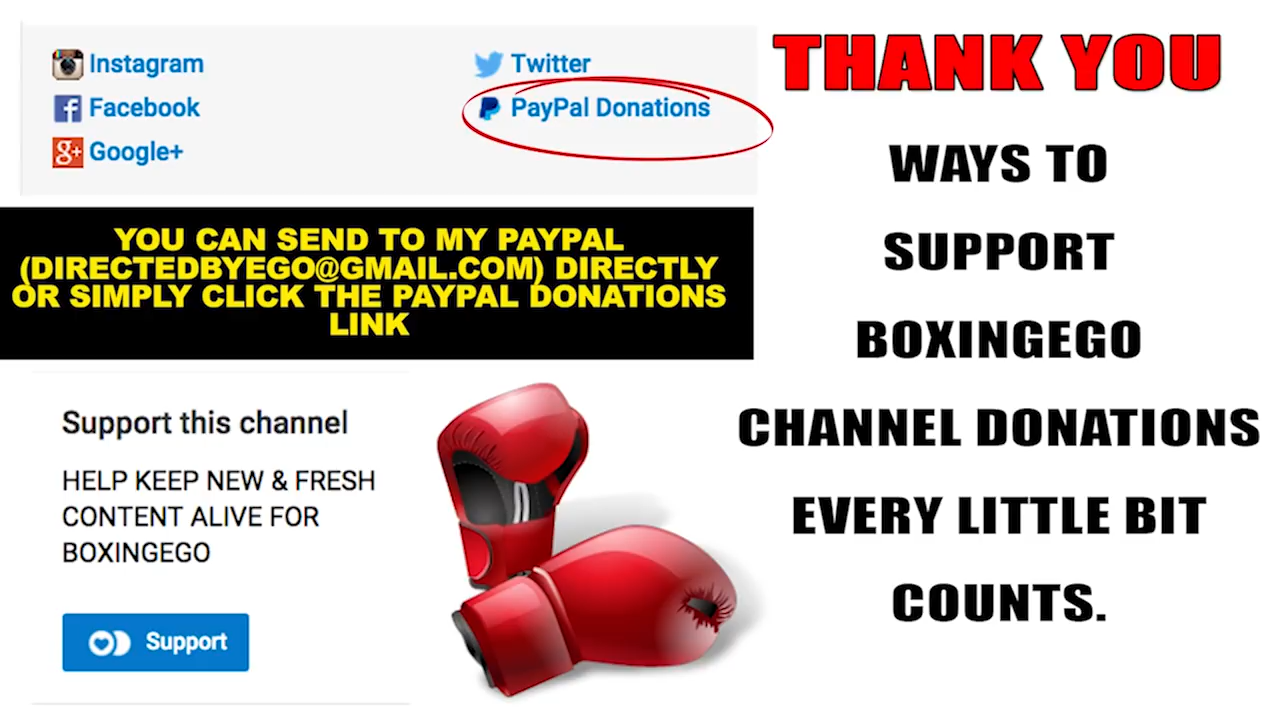 Instagram
Twitter
Facebook
PayPal Donations
g+ Google+
YOU CAN SEND TO MY PAYPAL
(DIRECTEDBYEGO@GMAIL.COM) DIRECTLY
OR SIMPLY CLICK THE PAYPAL DONATIONS
LINK
Support this channel
HELP KEEP NEW & FRESH
CONTENT ALIVE FOR
BOXINGEGO
Support
THANK YOU
WAYS TO
SUPPORT
BOXINGEGO
CHANNEL DONATIONS
EVERY LITTLE BIT
COUNTS.